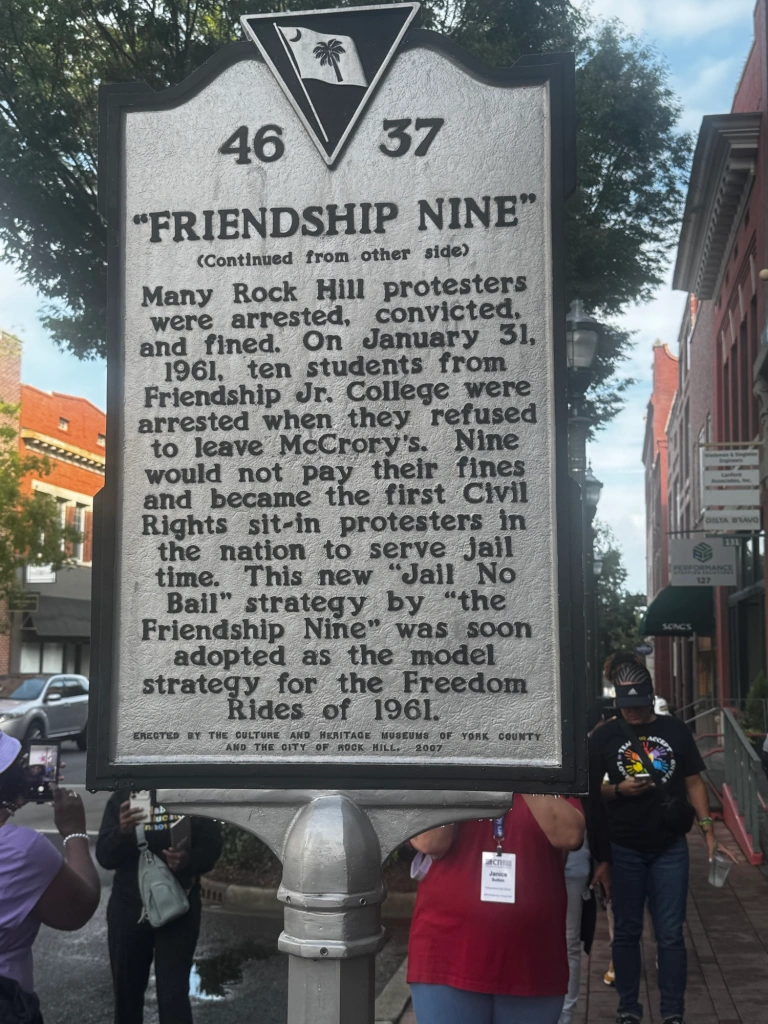 46 37
"FRIENDSHIP NINE"
(Continued from other side)
Many Rock Hill protesters
were arrested, convicted,
and fined. On January 31,
1961, ten students from
Friendship Jr. College were
arrested when they refused
to leave McCrory's. Nine
would not pay their fines
and became the first Civil
Rights sit-in protesters in
the nation to serve jail
time. This new "Jail No
Bail" strategy by "the
Friendship Nine" was soon
adopted as the model
strategy for the Freedom
Rides of 1961.
ERECTED BY THE CULTURE AND HERITAGE MUSEUMS OF YORK COUNTY
AND THE CITY OF ROCK HILL, 2007
PERFORMANCE
127
SONG'S
Janice